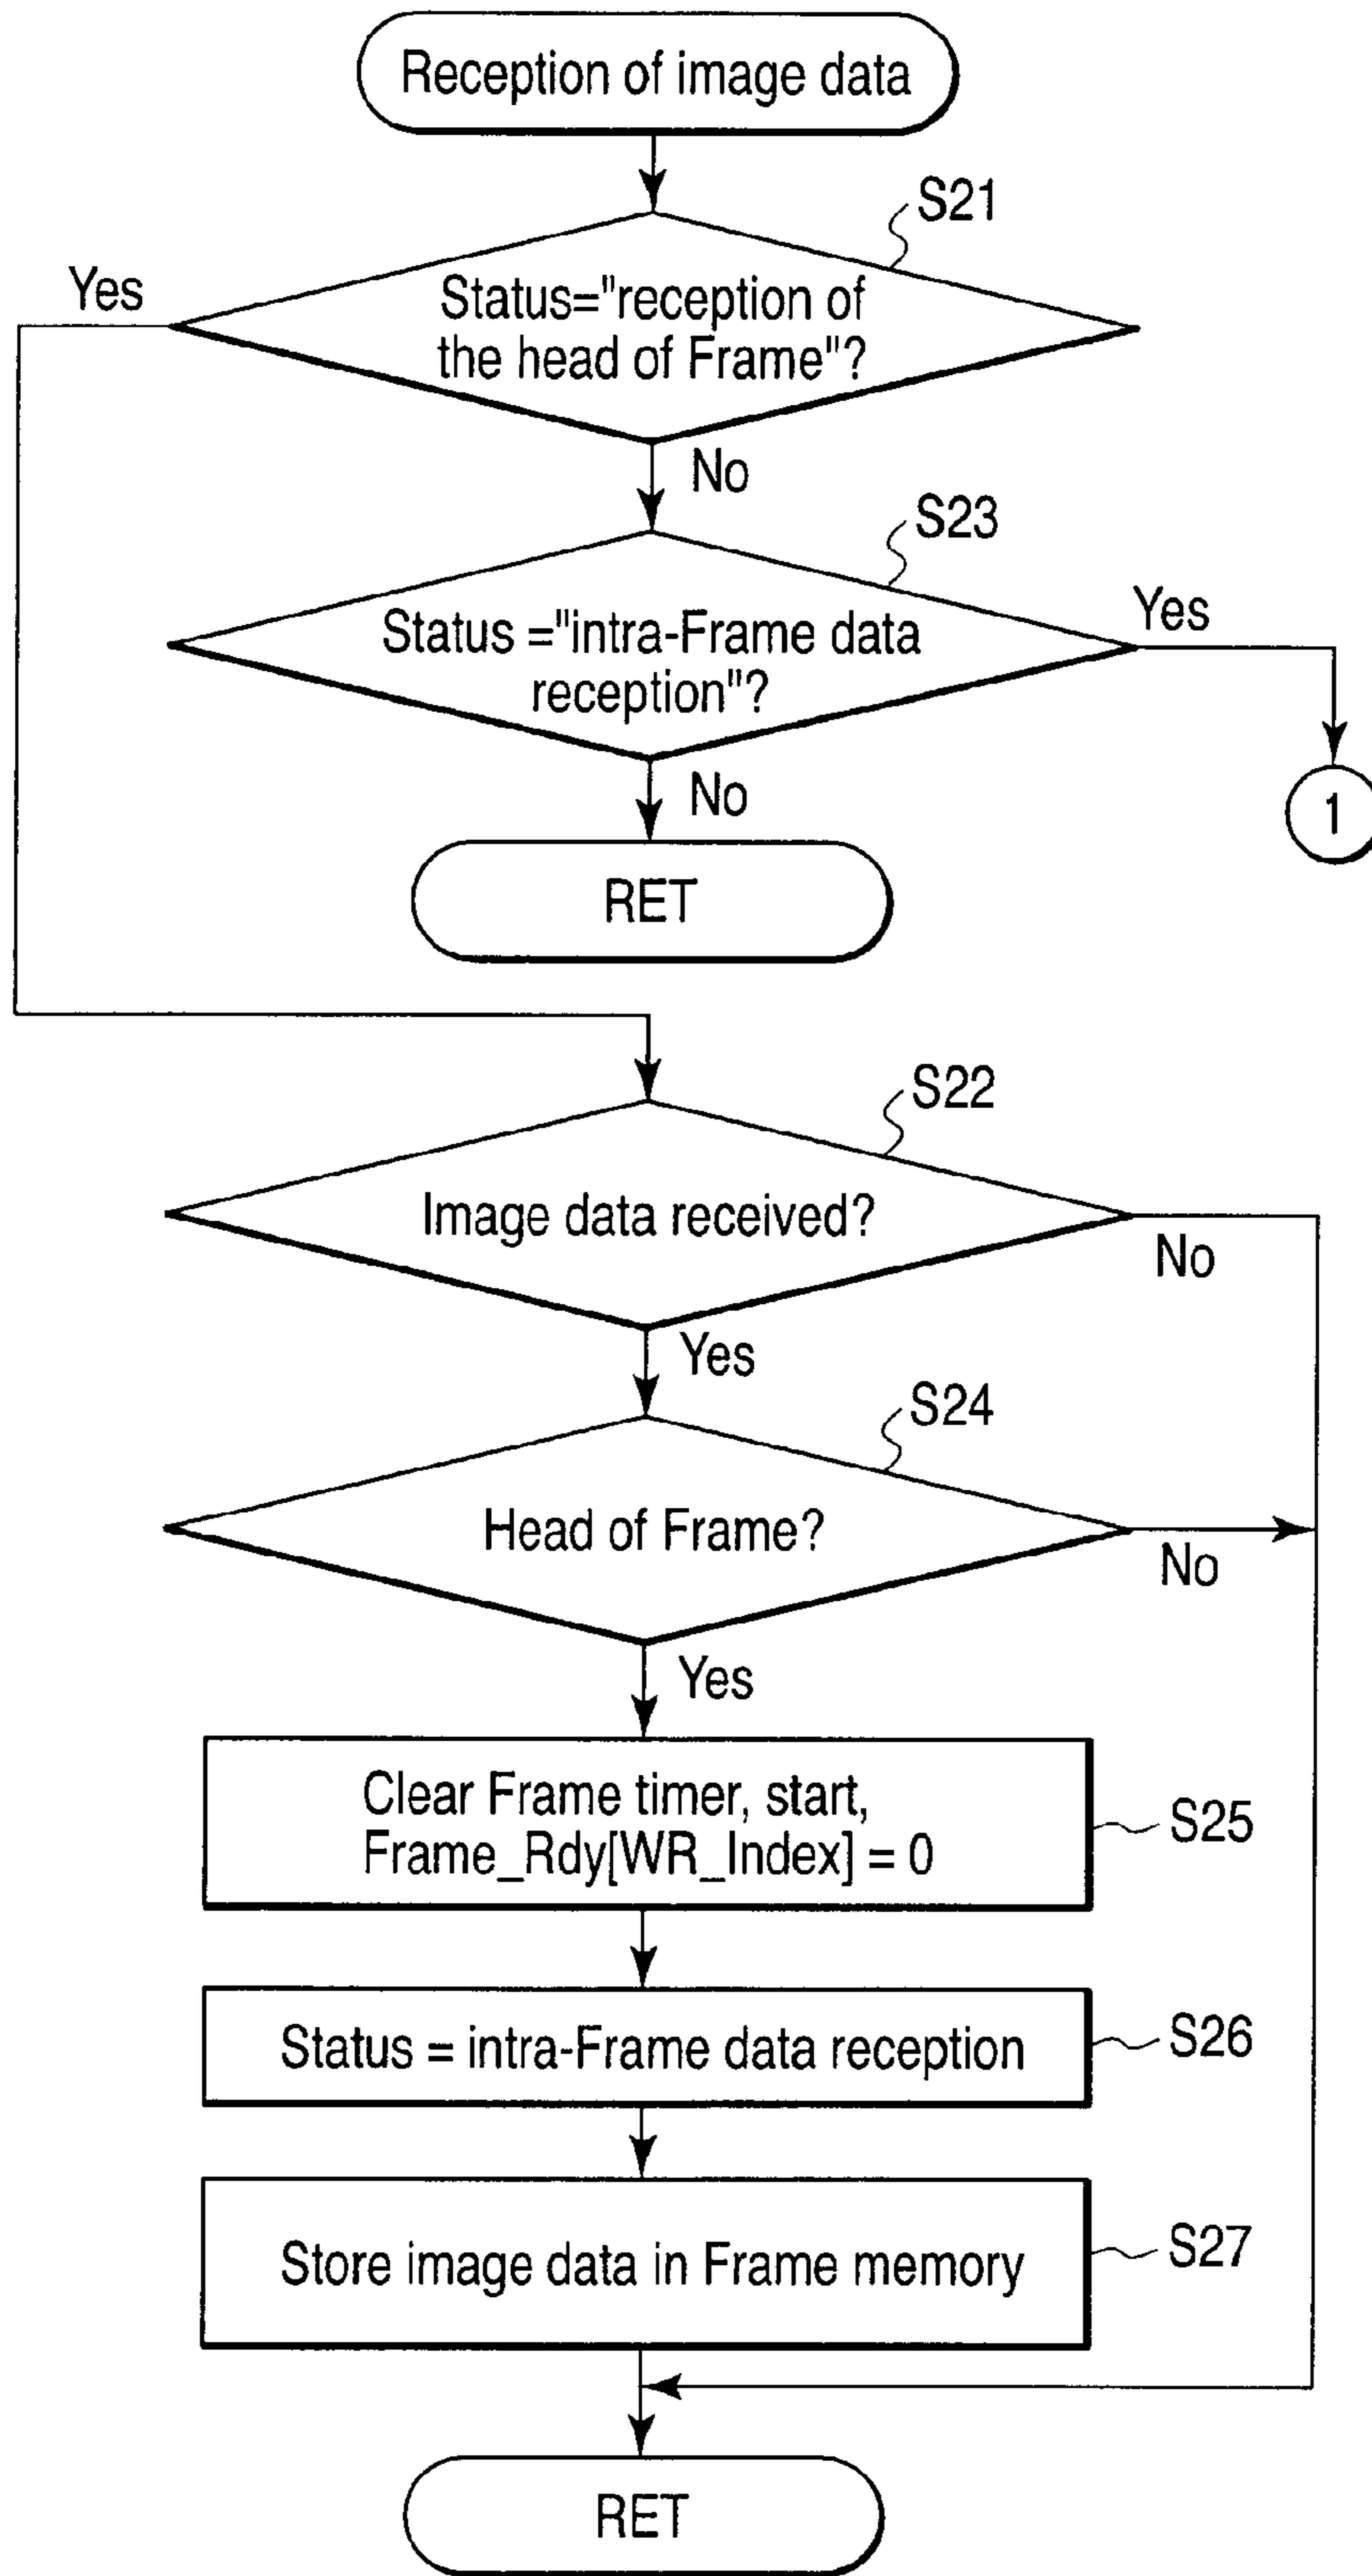 Reception of image data
S21
Yes
Status="reception of
the head of Frame"?
No
S23
Status ="intra-Frame data
reception"?
Yes
No
1
RET
S22
Image data received?
No
Yes
S24
Head of Frame?
No
Yes
Clear Frame timer, start,
Frame_Rdy[WR_Index] = 0
S25
Status = intra-Frame data reception
S26
Store image data in Frame memory
S27
RET